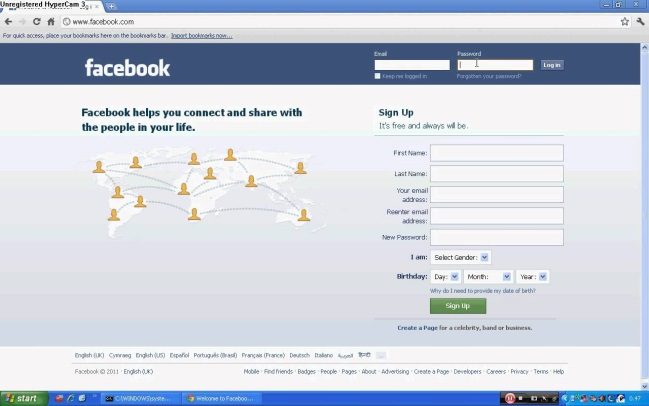 Unregistered HyperCam 3
www.facebook.com
For quick access, place your bookmarks here on the bookmarks bar. Import bookmarks now...
facebook
Email
Password
Keep me logged in
Forgotten your password?
Log in
Facebook helps you connect and share with
the people in your life.
Sign Up
It's free and always will be.
First Name:
Last Name:
Your email
address:
Reenter email
address:
New Password:
I am: Select Gender:
Birthday: Day: Month: Year:
Why do I need to provide my date of birth?
Sign Up
Create a Page for a celebrity, band or business.
English (UK) Cymraeg English (US) Español Português (Brasil) Français (France) Deutsch Italiano العربية हिन्दी
Facebook © 2011 · English (UK)
Mobile · Find Friends · Badges · People · Pages · About · Advertising · Create a Page · Developers · Careers · Privacy · Terms · Help
start
C:\WINDOWS\syste...
Welcome to Faceboo...